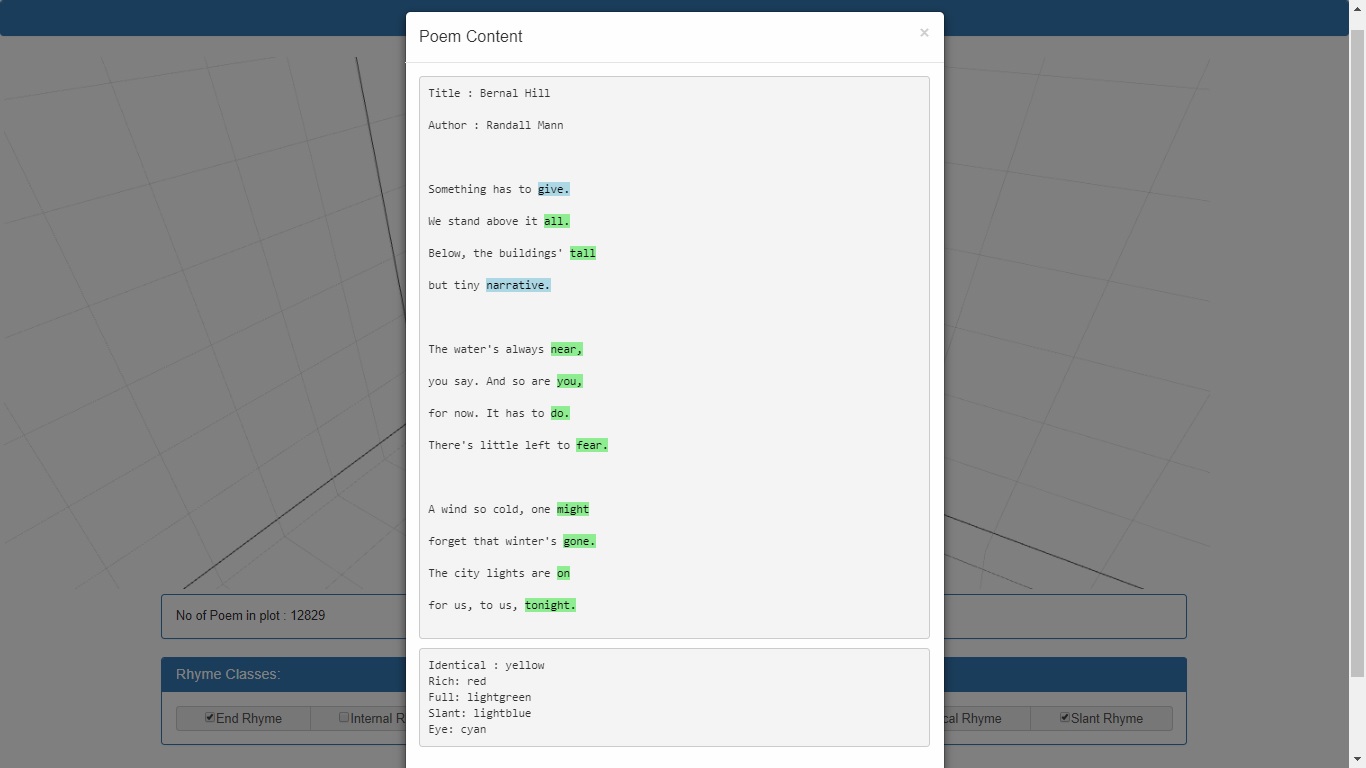 Poem Content
×
Title : Bernal Hill
Author : Randall Mann
Something has to give.
We stand above it all.
Below, the buildings' tall
but tiny narrative.
The water's always near,
you say. And so are you,
for now. It has to do.
There's little left to fear.
A wind so cold, one might
forget that winter's gone.
The city lights are on
for us, to us, tonight.
No of Poem in plot : 12829
Identical : yellow
Rich: red
Full: lightgreen
Slant: lightblue
Eye: cyan
Rhyme Classes:
End Rhyme Internal R cal Rhyme Slant Rhyme